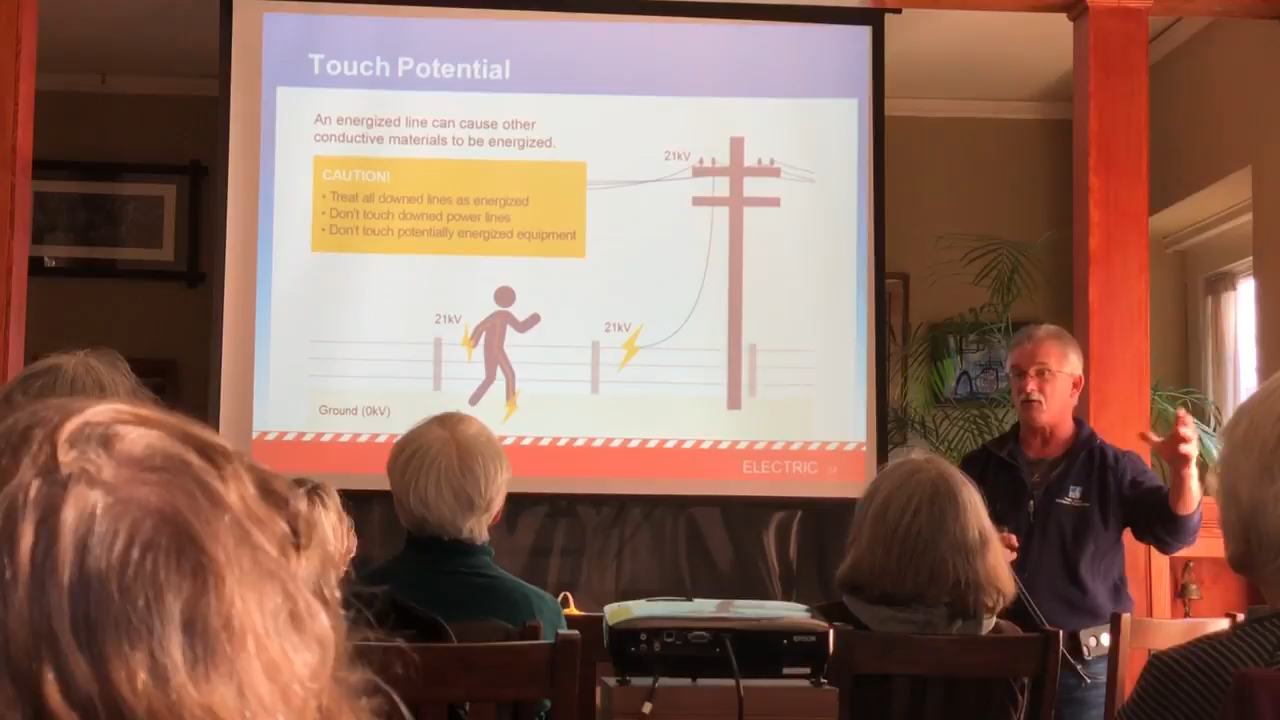 Touch Potential
An energized line can cause other
conductive materials to be energized.
CAUTION!
• Treat all downed lines as energized
• Don't touch downed power lines
• Don't touch potentially energized equipment
21kV
21kV
21kV
Ground (0kV)
ELECTRIC
EPSON